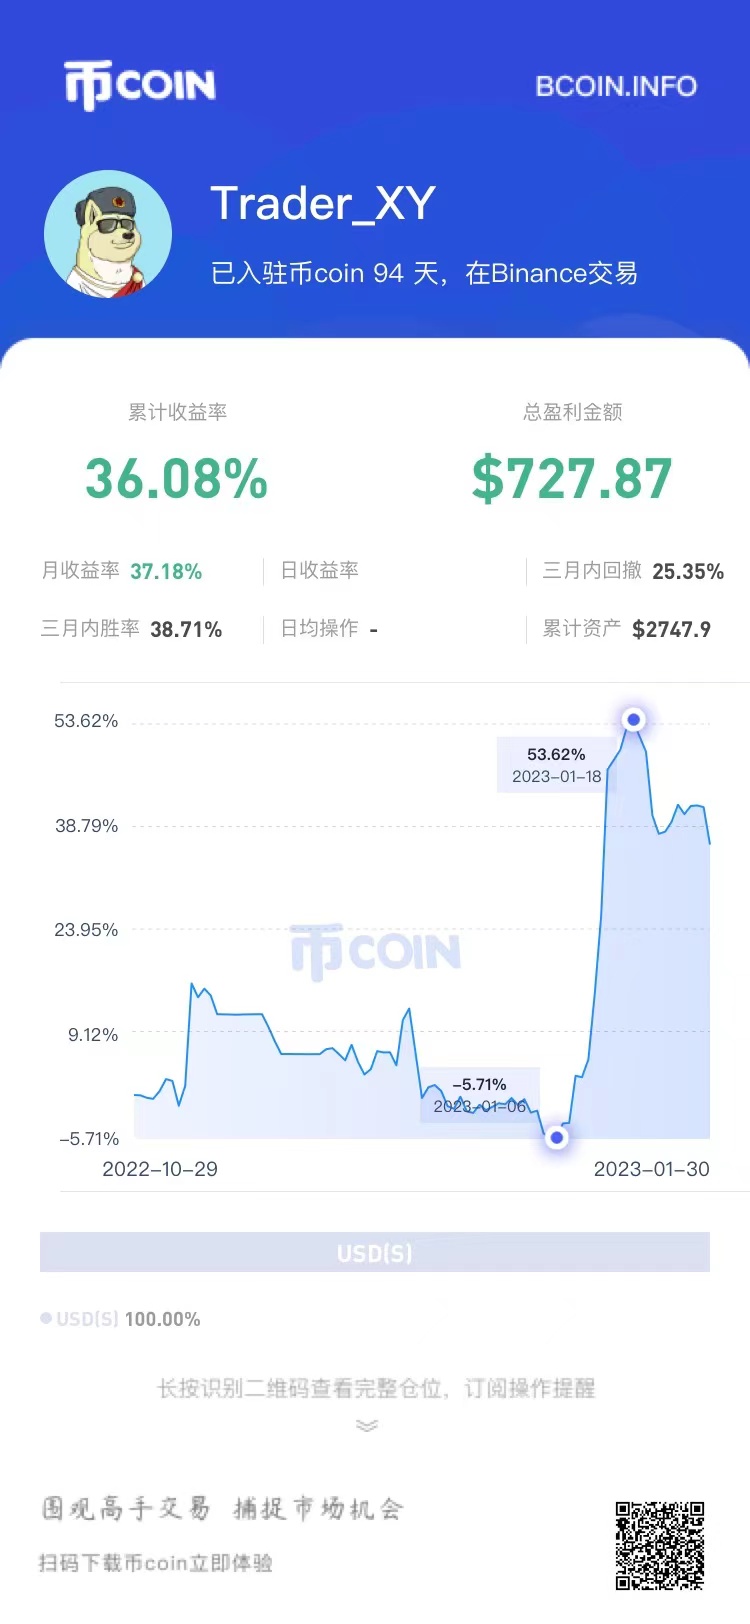 币COIN
BCOIN.INFO
Trader_XY
已入驻币coin 94 天，在Binance交易
累计收益率
总盈利金额
36.08%
$727.87
月收益率 37.18%
日收益率
三月内回撤 25.35%
三月内胜率 38.71%
日均操作 -
累计资产 $2747.9
53.62%
53.62%
2023-01-18
38.79%
23.95%
币COIN
9.12%
-5.71%
2023-01-06
-5.71%
2022-10-29
2023-01-30
USD(S)
USD(S) 100.00%
长按识别二维码查看完整仓位，订阅操作提醒
围观高手交易 捕捉市场机会
扫码下载币coin立即体验